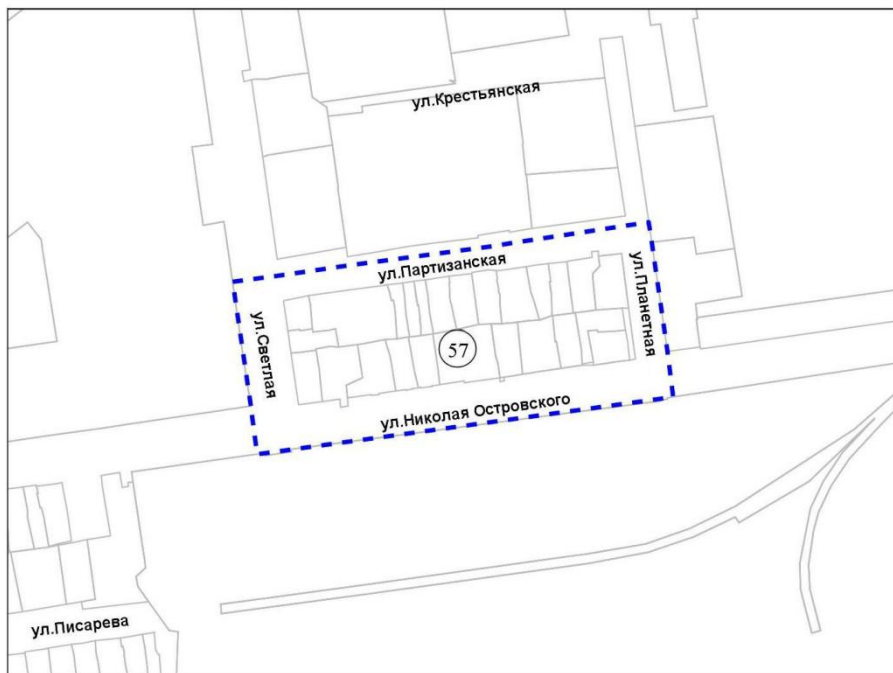 ул.Крестьянская
ул.Партизанская
ул.Планетная
ул.Светлая
57
ул.Николая Островского
ул.Писарева